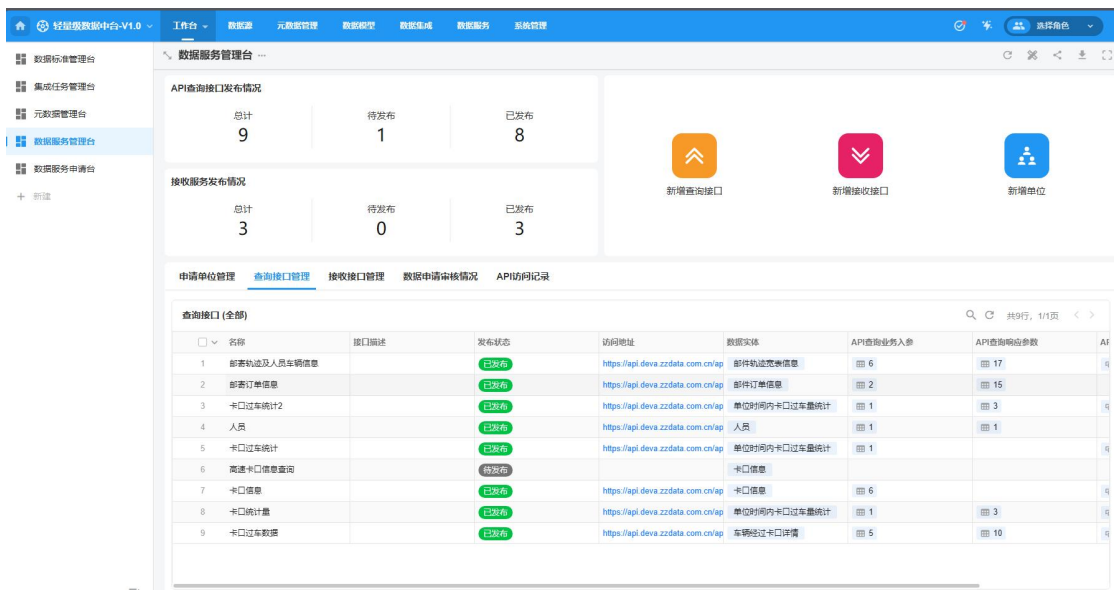 轻量级数据中台-V1.0 工作台 数据源 元数据管理 数据模型 数据集成 数据服务 系统管理 选择角色
数据标准管理台
集成任务管理台
元数据管理台
数据服务管理台
数据服务申请台
新建
数据服务管理台 ...
API查询接口发布情况
总计 待发布 已发布
9 1 8
接收服务发布情况
总计 待发布 已发布
3 0 3
新增查询接口 新增接收接口 新增单位
申请单位管理 查询接口管理 接收接口管理 数据申请审核情况 API访问记录
查询接口 (全部) 共9行, 1/1页
名称 接口描述 发布状态 访问地址 数据实体 API查询业务入参 API查询响应参数 AF
1 邮寄轨迹及人员车辆信息 已发布 https://api.deva.zzdata.com.cn/ap 邮件轨迹宽表信息 6 17
2 邮寄订单信息 已发布 https://api.deva.zzdata.com.cn/ap 邮件订单信息 2 15
3 卡口过车统计2 已发布 https://api.deva.zzdata.com.cn/ap 单位时间内卡口过车量统计 1 3
4 人员 已发布 https://api.deva.zzdata.com.cn/ap 人员 1 1
5 卡口过车统计 已发布 https://api.deva.zzdata.com.cn/ap 单位时间内卡口过车量统计 1
6 高速卡口信息查询 待发布 卡口信息
7 卡口信息 已发布 https://api.deva.zzdata.com.cn/ap 卡口信息 6
8 卡口统计量 已发布 https://api.deva.zzdata.com.cn/ap 单位时间内卡口过车量统计 1 3
9 卡口过车数据 已发布 https://api.deva.zzdata.com.cn/ap 车辆经过卡口详情 5 10